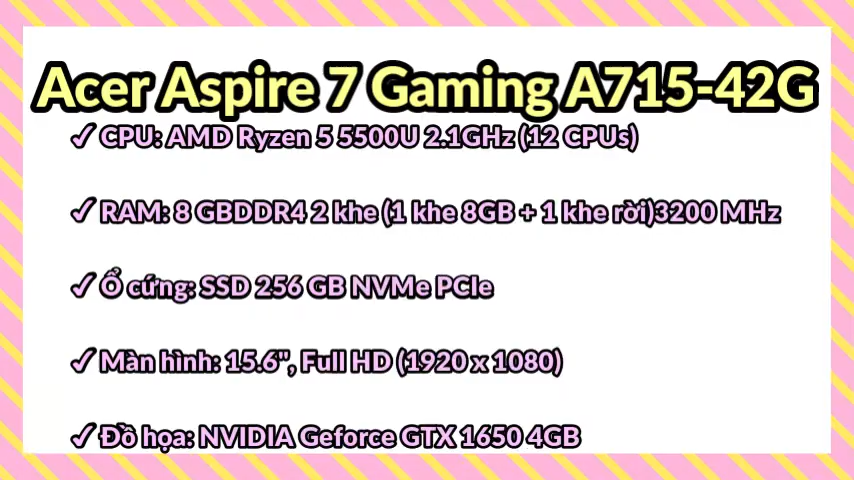 Acer Aspire 7 Gaming A715-42G
✓ CPU: AMD Ryzen 5 5500U 2.1GHz (12 CPUs)
✓ RAM: 8 GBDDR4 2 khe (1 khe 8GB + 1 khe rời)3200 MHz
✓ Ổ cứng: SSD 256 GB NVMe PCIe
✓ Màn hình: 15.6", Full HD (1920 x 1080)
✓ Đồ họa: NVIDIA Geforce GTX 1650 4GB